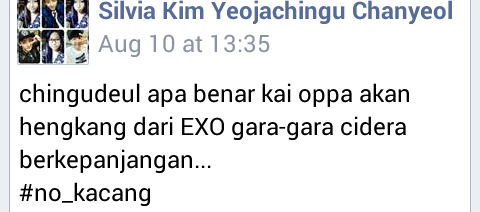 Silvia Kim Yeojachingu Chanyeol
Aug 10 at 13:35
chingudeul apa benar kai oppa akan
hengkang dari EXO gara-gara cidera
berkepanjangan...
#no_kacang